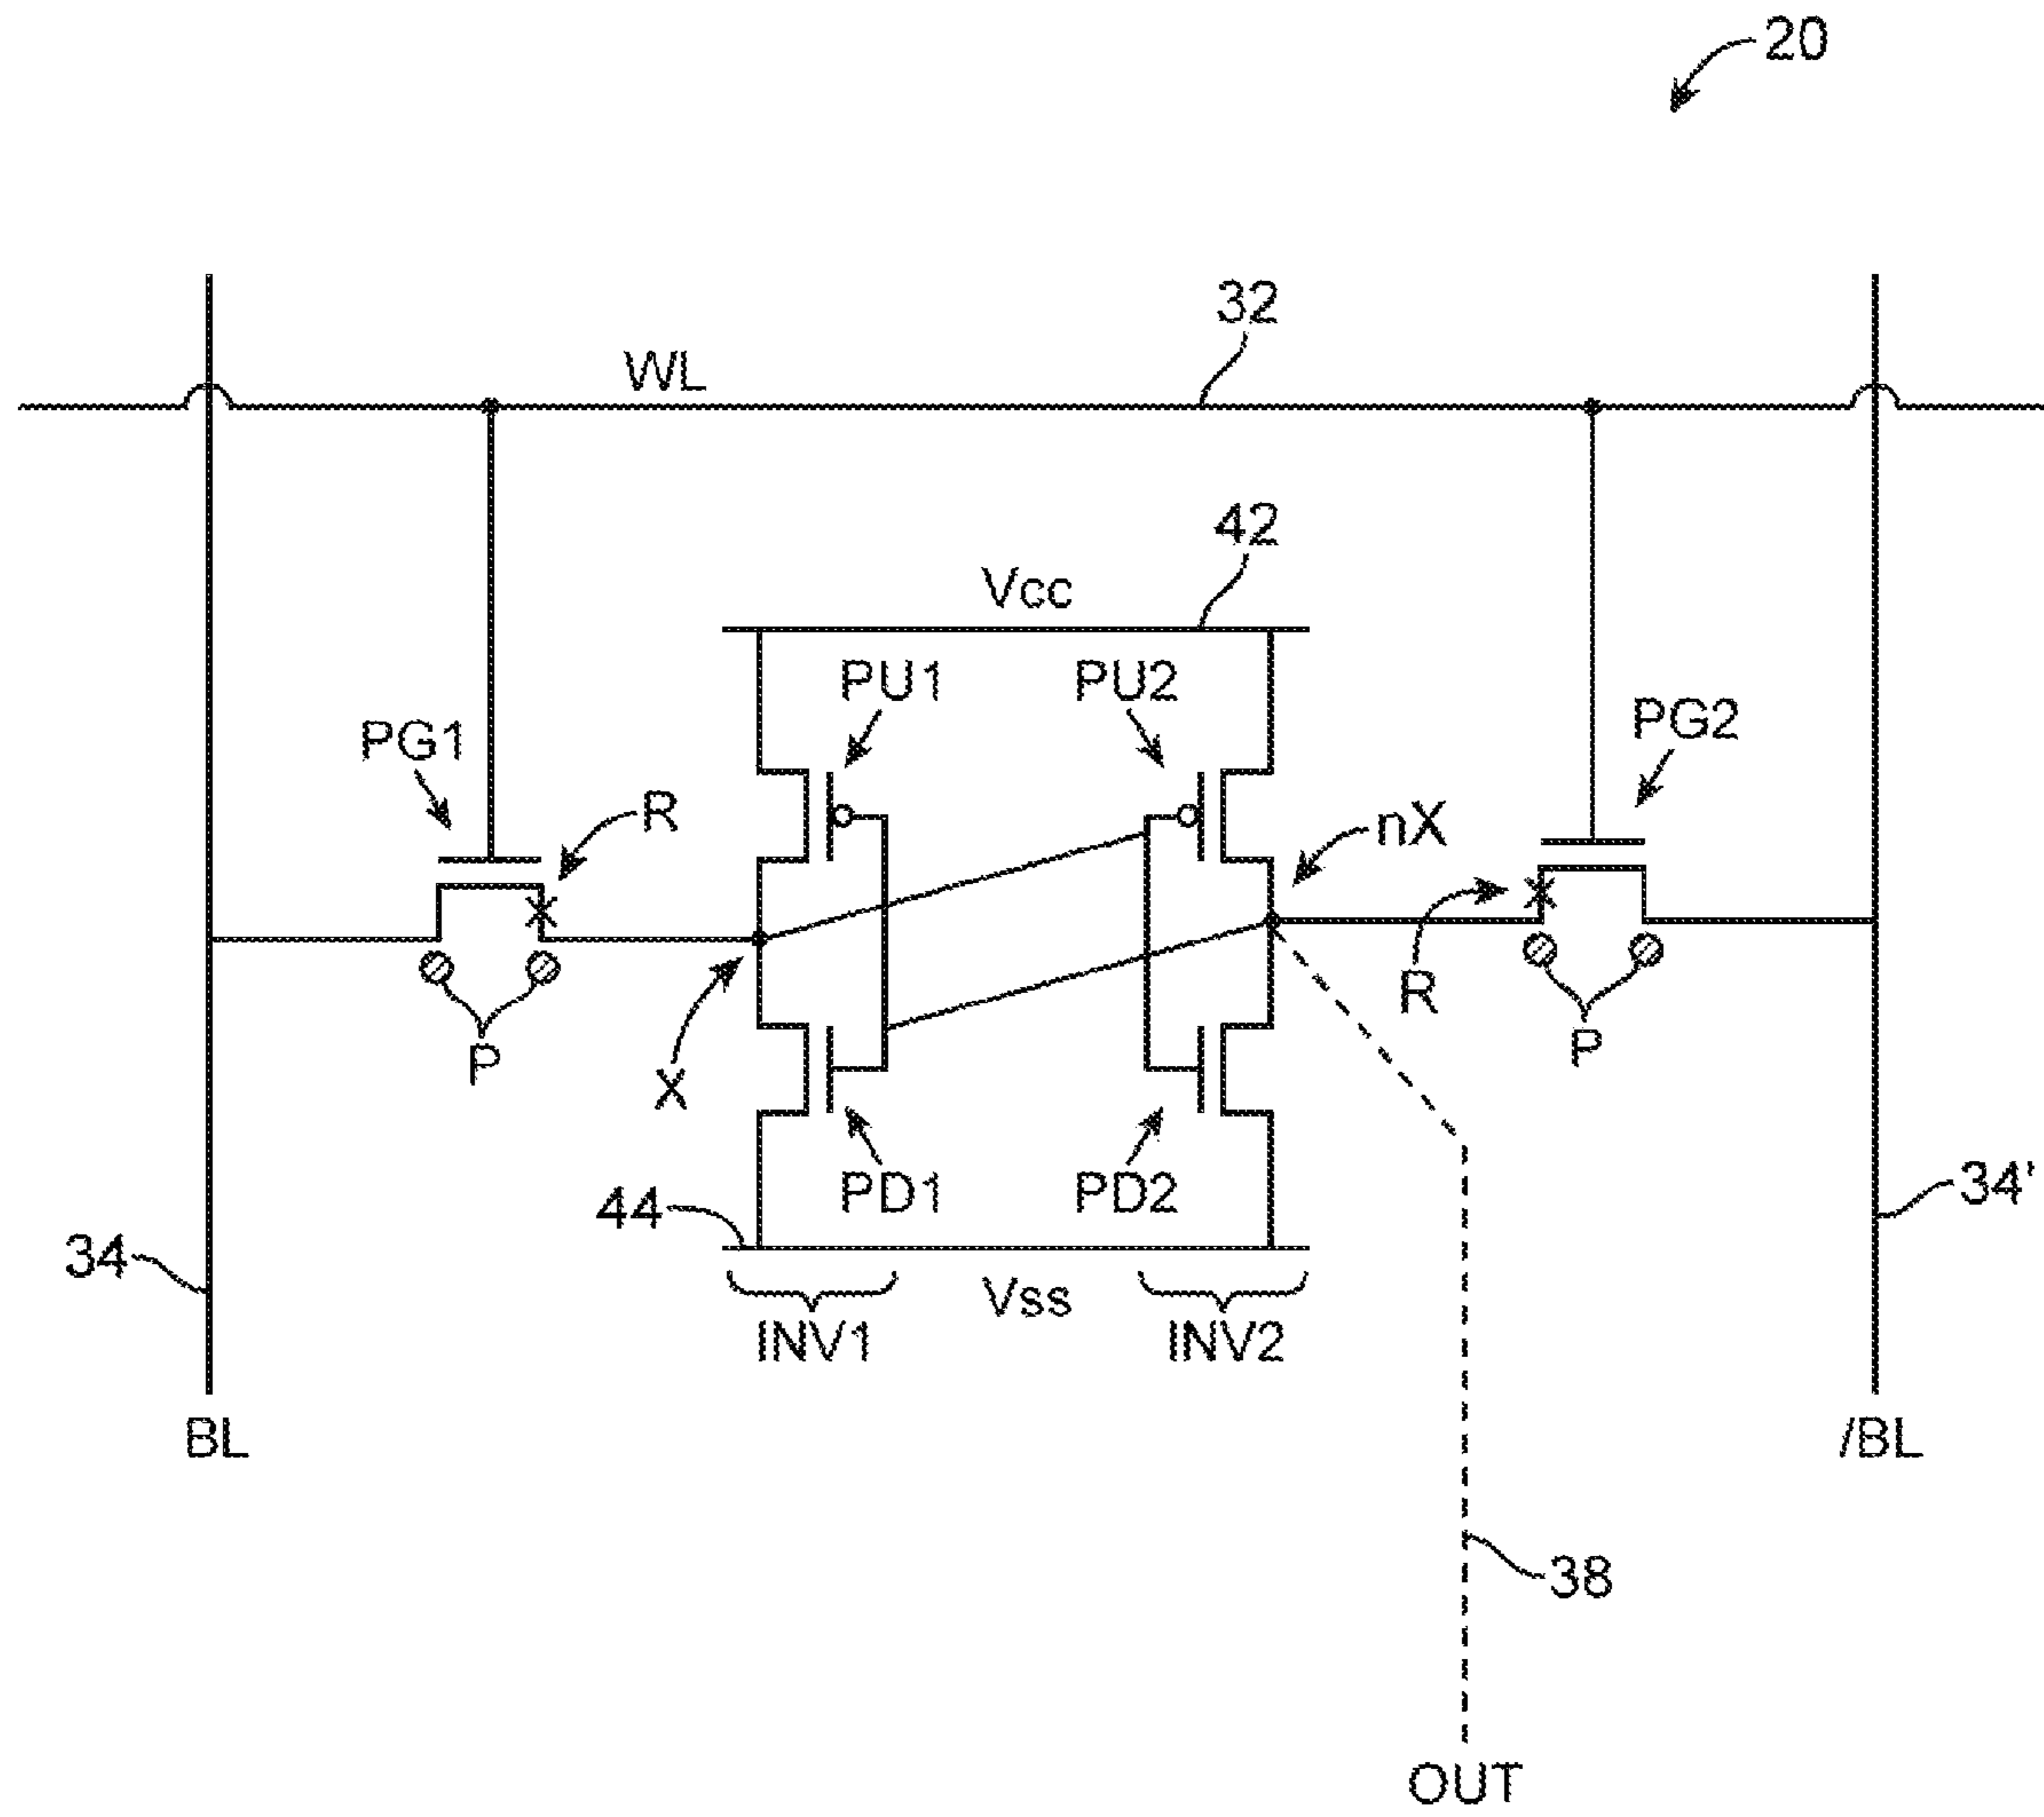 20
32
WL
42
Vcc
PU1
PU2
PG1
PG2
R
nX
R
P
P
X
PD1
PD2
34'
44
34
Vss
INV1
INV2
BL
/BL
38
OUT